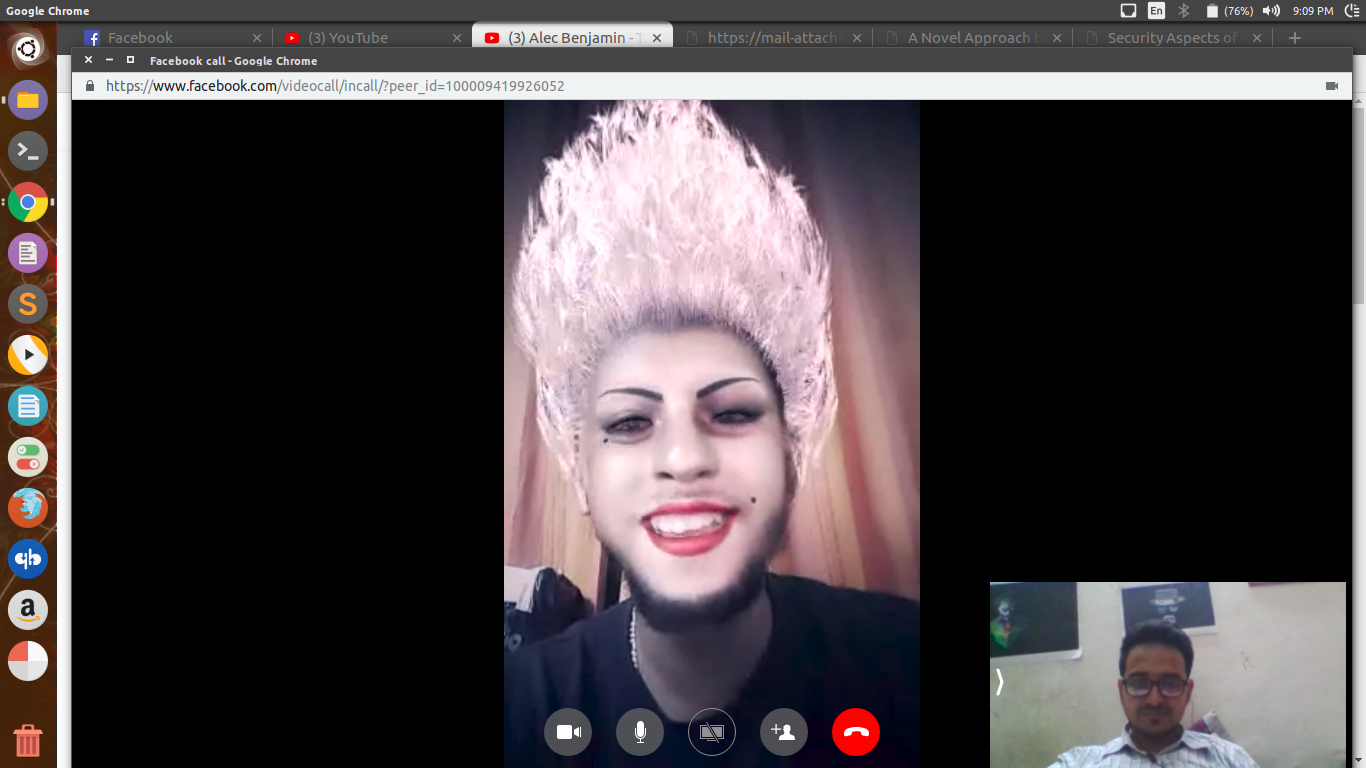 Google Chrome
En
(76%)
9:09 PM
Facebook
(3) YouTube
(3) Alec Benjamin - T
https://mail-attach
A Novel Approach t
Security Aspects of
Facebook call - Google Chrome
https://www.facebook.com/videocall/incall/?peer_id=100009419926052